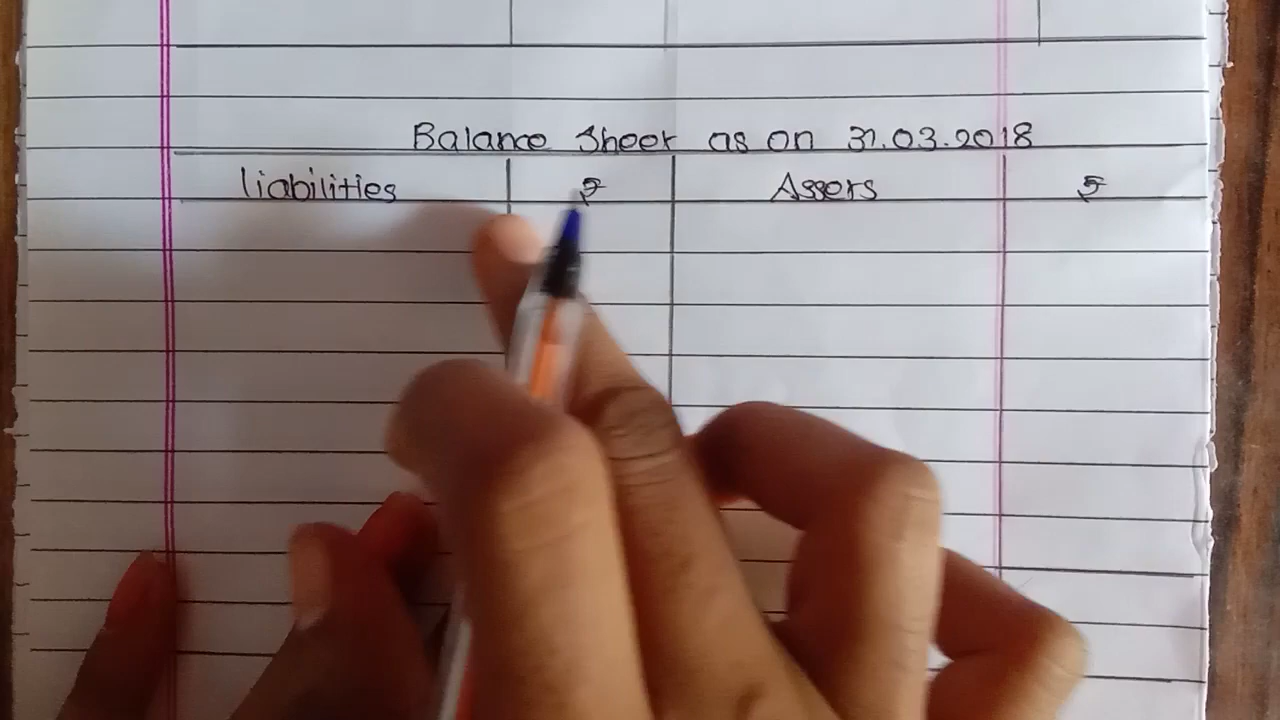 Balance Sheet as on 31.03.2018
Liabilities ₹ Assets ₹